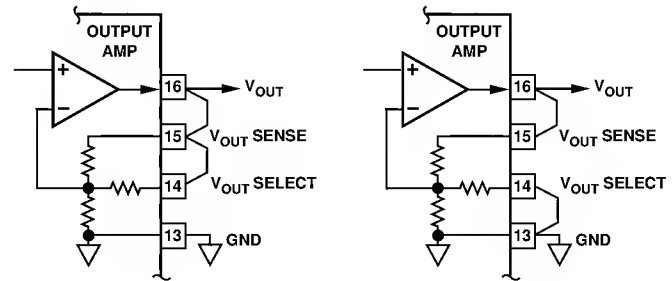 OUTPUT
AMP
+
−
16
V_OUT
15
V_OUT SENSE
14
V_OUT SELECT
13
GND
OUTPUT
AMP
+
−
16
V_OUT
15
V_OUT SENSE
14
V_OUT SELECT
13
GND